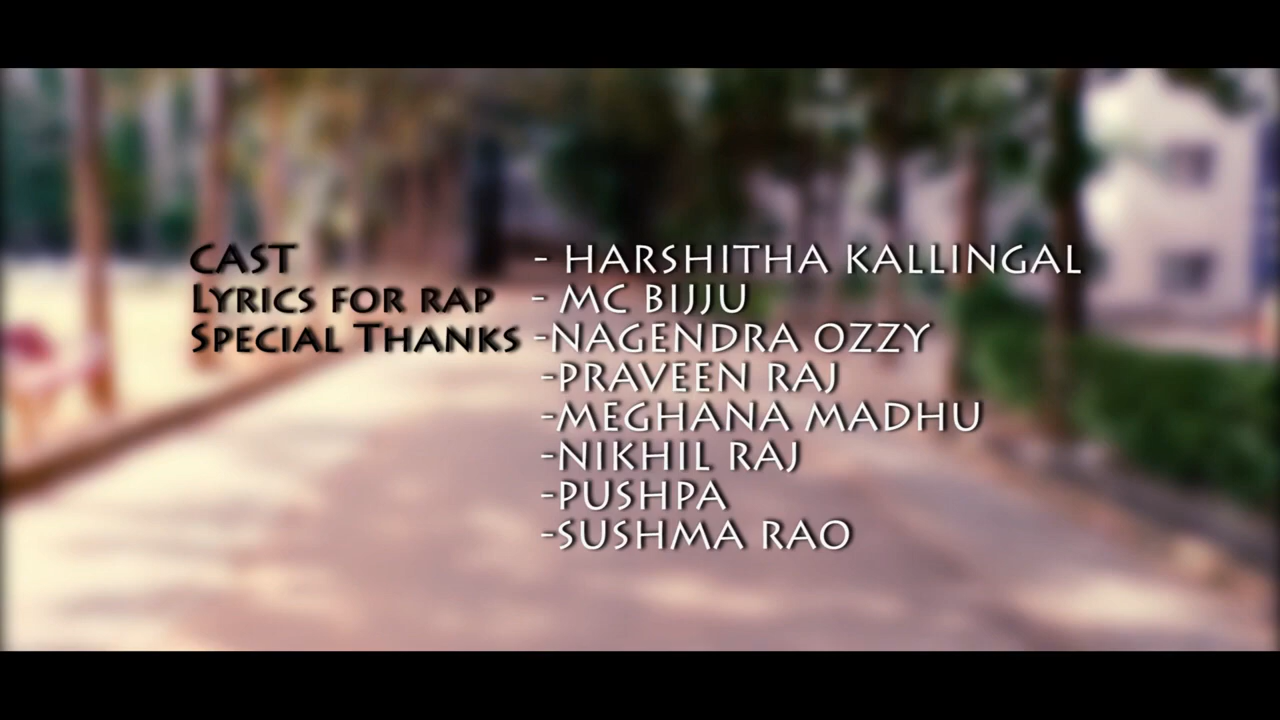 CAST - HARSHITHA KALLINGAL
LYRICS FOR RAP - MC BIJJU
SPECIAL THANKS -NAGENDRA OZZY
-PRAVEEN RAJ
-MEGHANA MADHU
-NIKHIL RAJ
-PUSHPA
-SUSHMA RAO